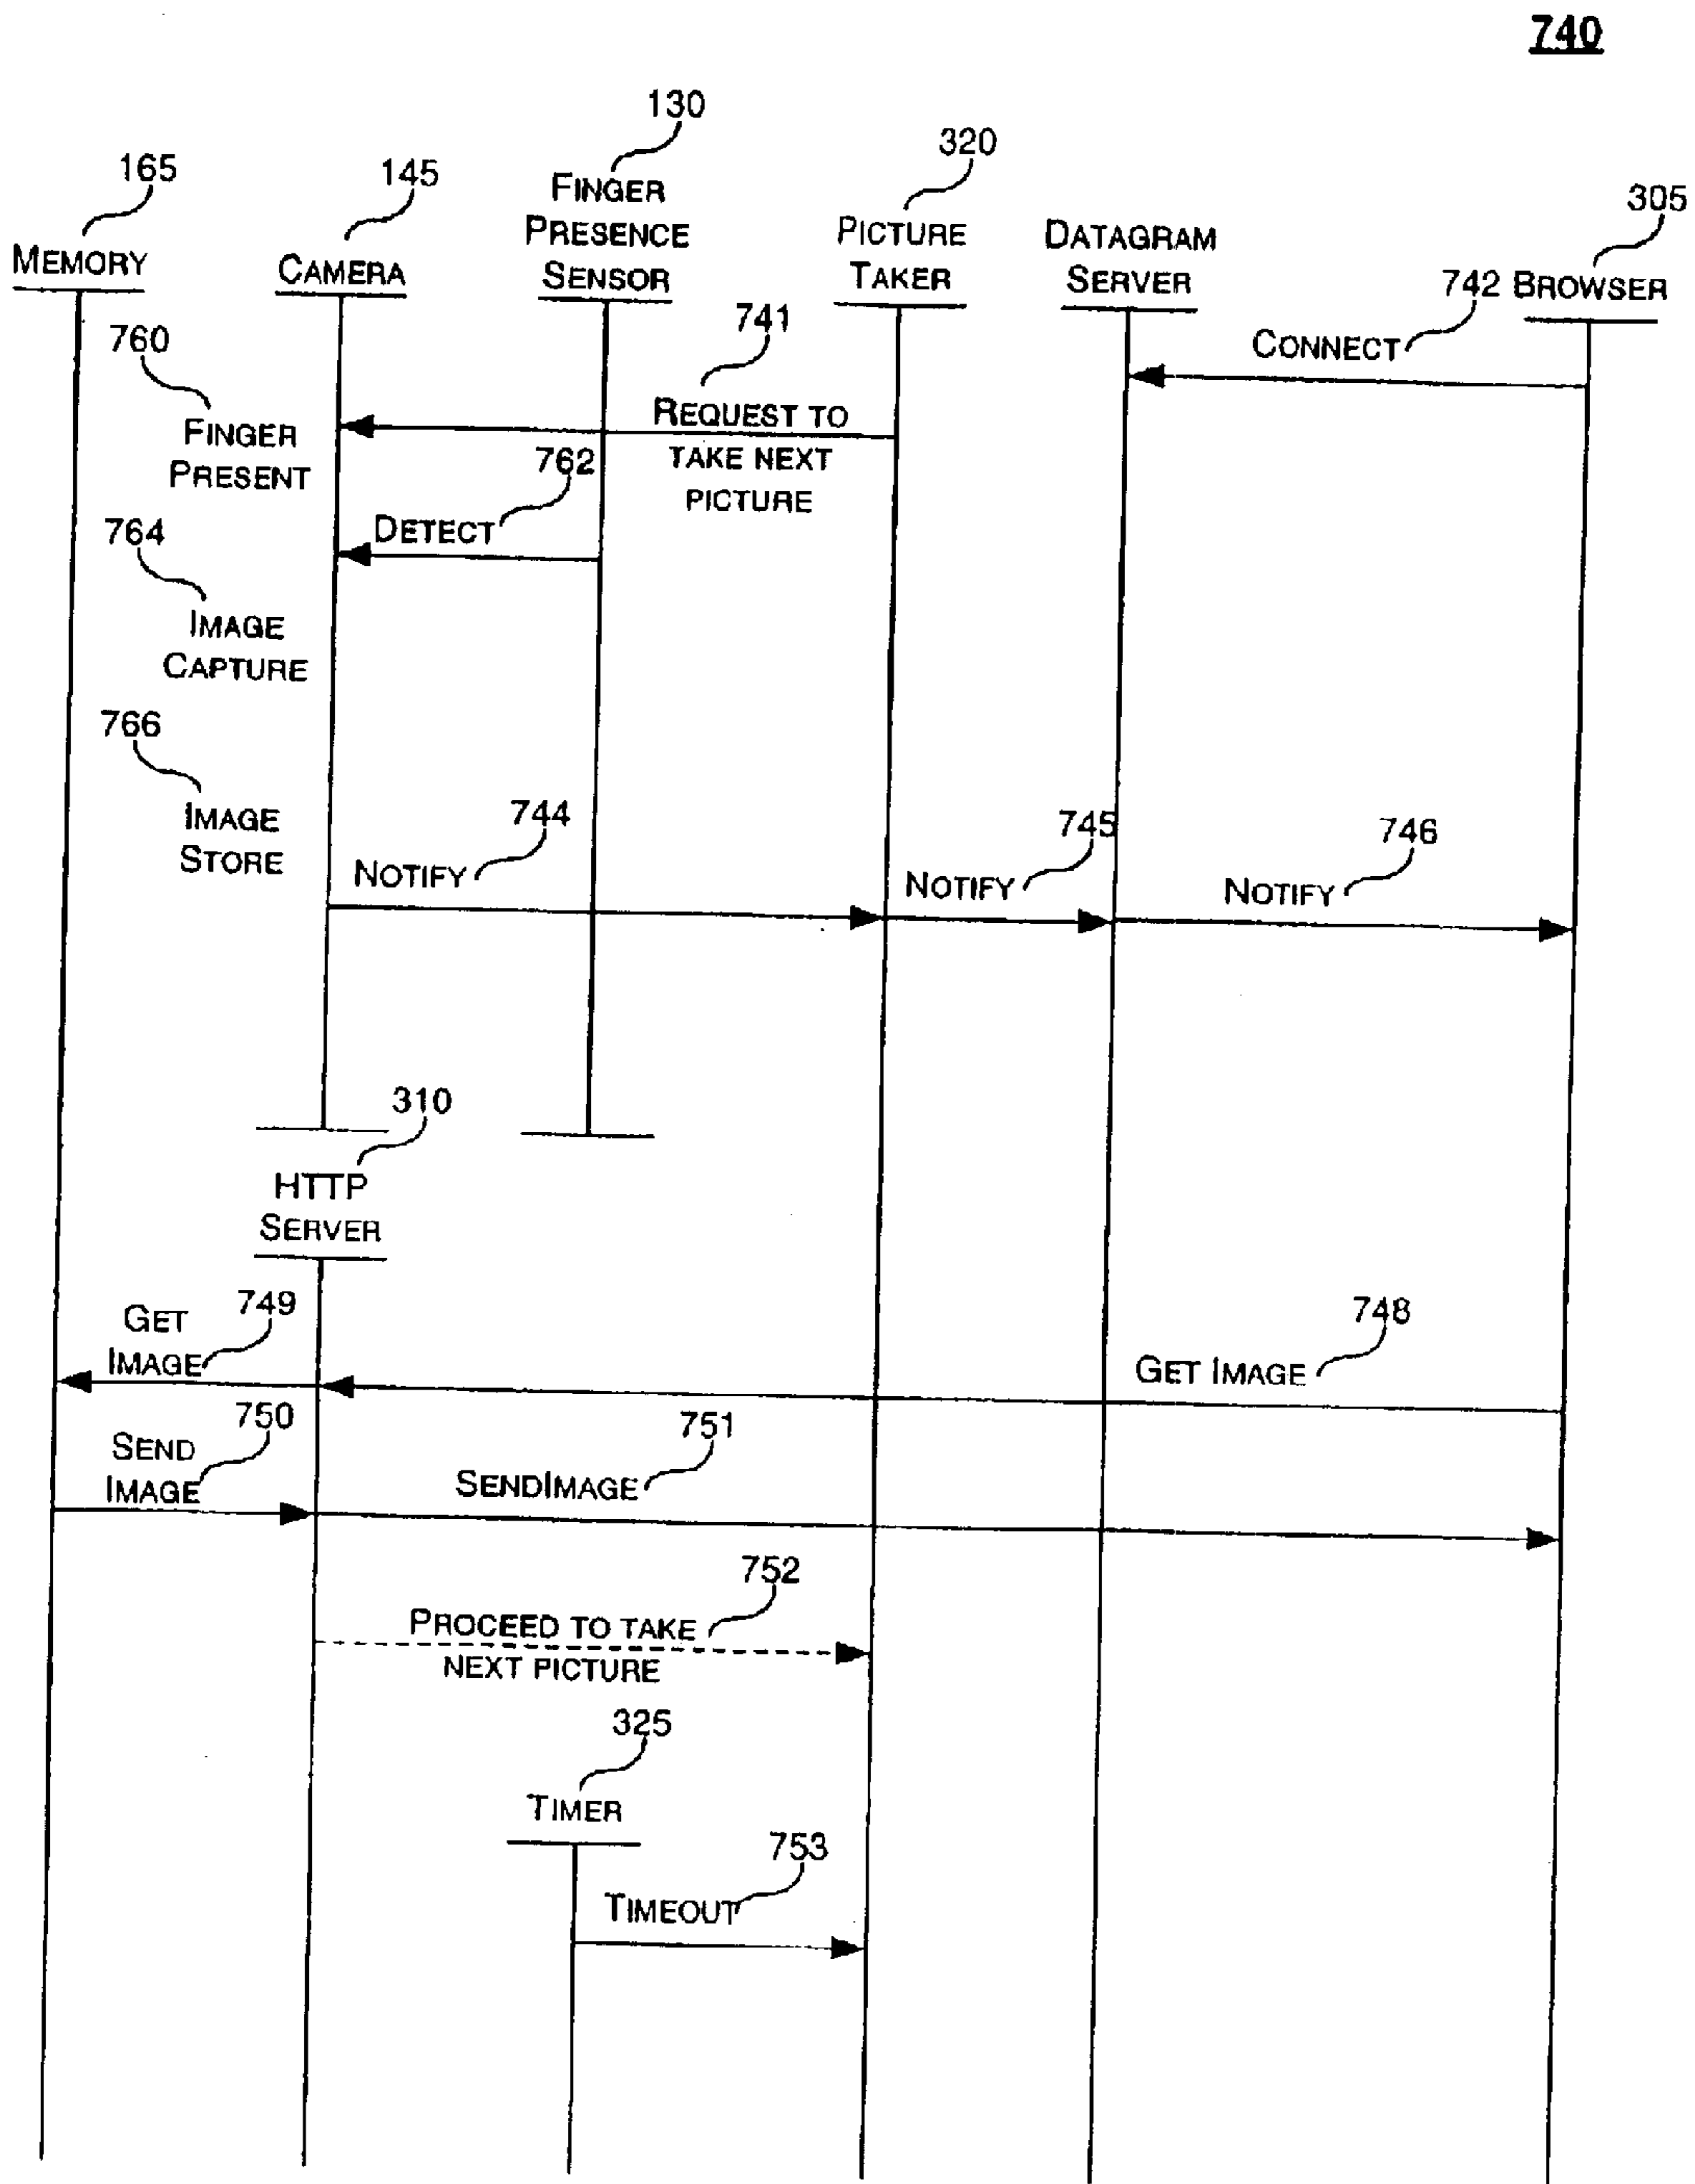 740
130
320
165
145
305
FINGER
PRESENCE
SENSOR
PICTURE
TAKER
DATAGRAM
SERVER
742 BROWSER
MEMORY
CAMERA
741
CONNECT
760
FINGER
PRESENT
REQUEST TO
TAKE NEXT
PICTURE
762
DETECT
764
IMAGE
CAPTURE
766
IMAGE
STORE
744
NOTIFY
745
NOTIFY
746
NOTIFY
310
HTTP
SERVER
749
GET
IMAGE
748
GET IMAGE
750
SEND
IMAGE
751
SENDIMAGE
752
PROCEED TO TAKE
NEXT PICTURE
325
TIMER
753
TIMEOUT